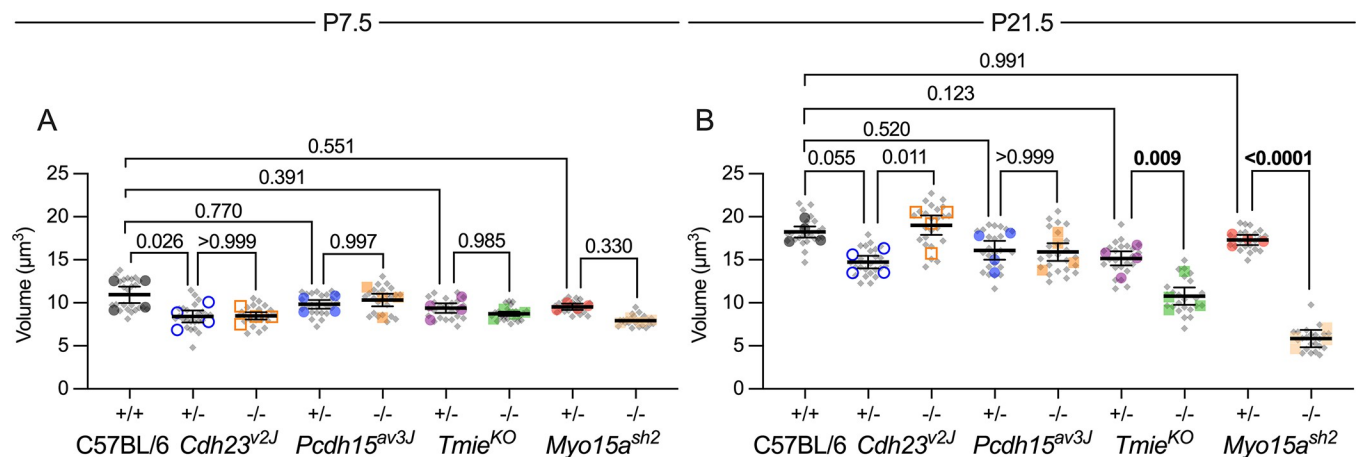 P7.5 P21.5
0.991
0.123
A B
0.551 0.520
0.391 0.055 0.011 >0.999 0.009 <0.0001
0.770
0.026 >0.999 0.997 0.985 0.330
Volume (µm³) 25 20 15 10 5 0
Volume (µm³) 25 20 15 10 5 0
+/+ +/- -/- +/- -/- +/- -/- +/- -/- +/+ +/- -/- +/- -/- +/- -/- +/- -/-
C57BL/6 Cdh23v2J Pcdh15av3J TmieKO Myo15ash2 C57BL/6 Cdh23v2J Pcdh15av3J TmieKO Myo15ash2